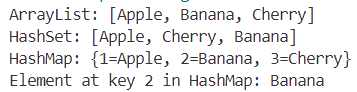 ArrayList: [Apple, Banana, Cherry]
HashSet: [Apple, Cherry, Banana]
HashMap: {1=Apple, 2=Banana, 3=Cherry}
Element at key 2 in HashMap: Banana